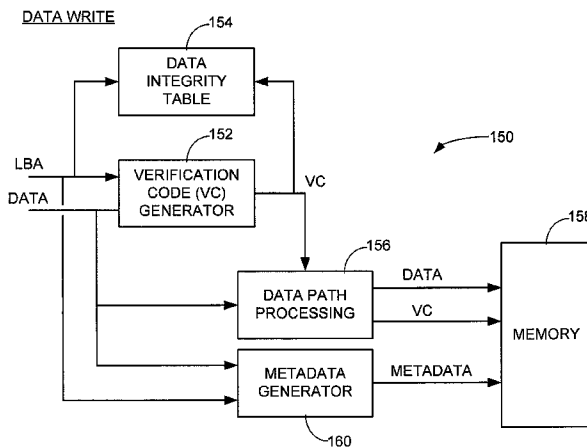 DATA WRITE
154
DATA
INTEGRITY
TABLE
152
150
LBA
VERIFICATION
CODE (VC)
GENERATOR
VC
DATA
158
156
DATA PATH
PROCESSING
DATA
VC
MEMORY
METADATA
GENERATOR
METADATA
160